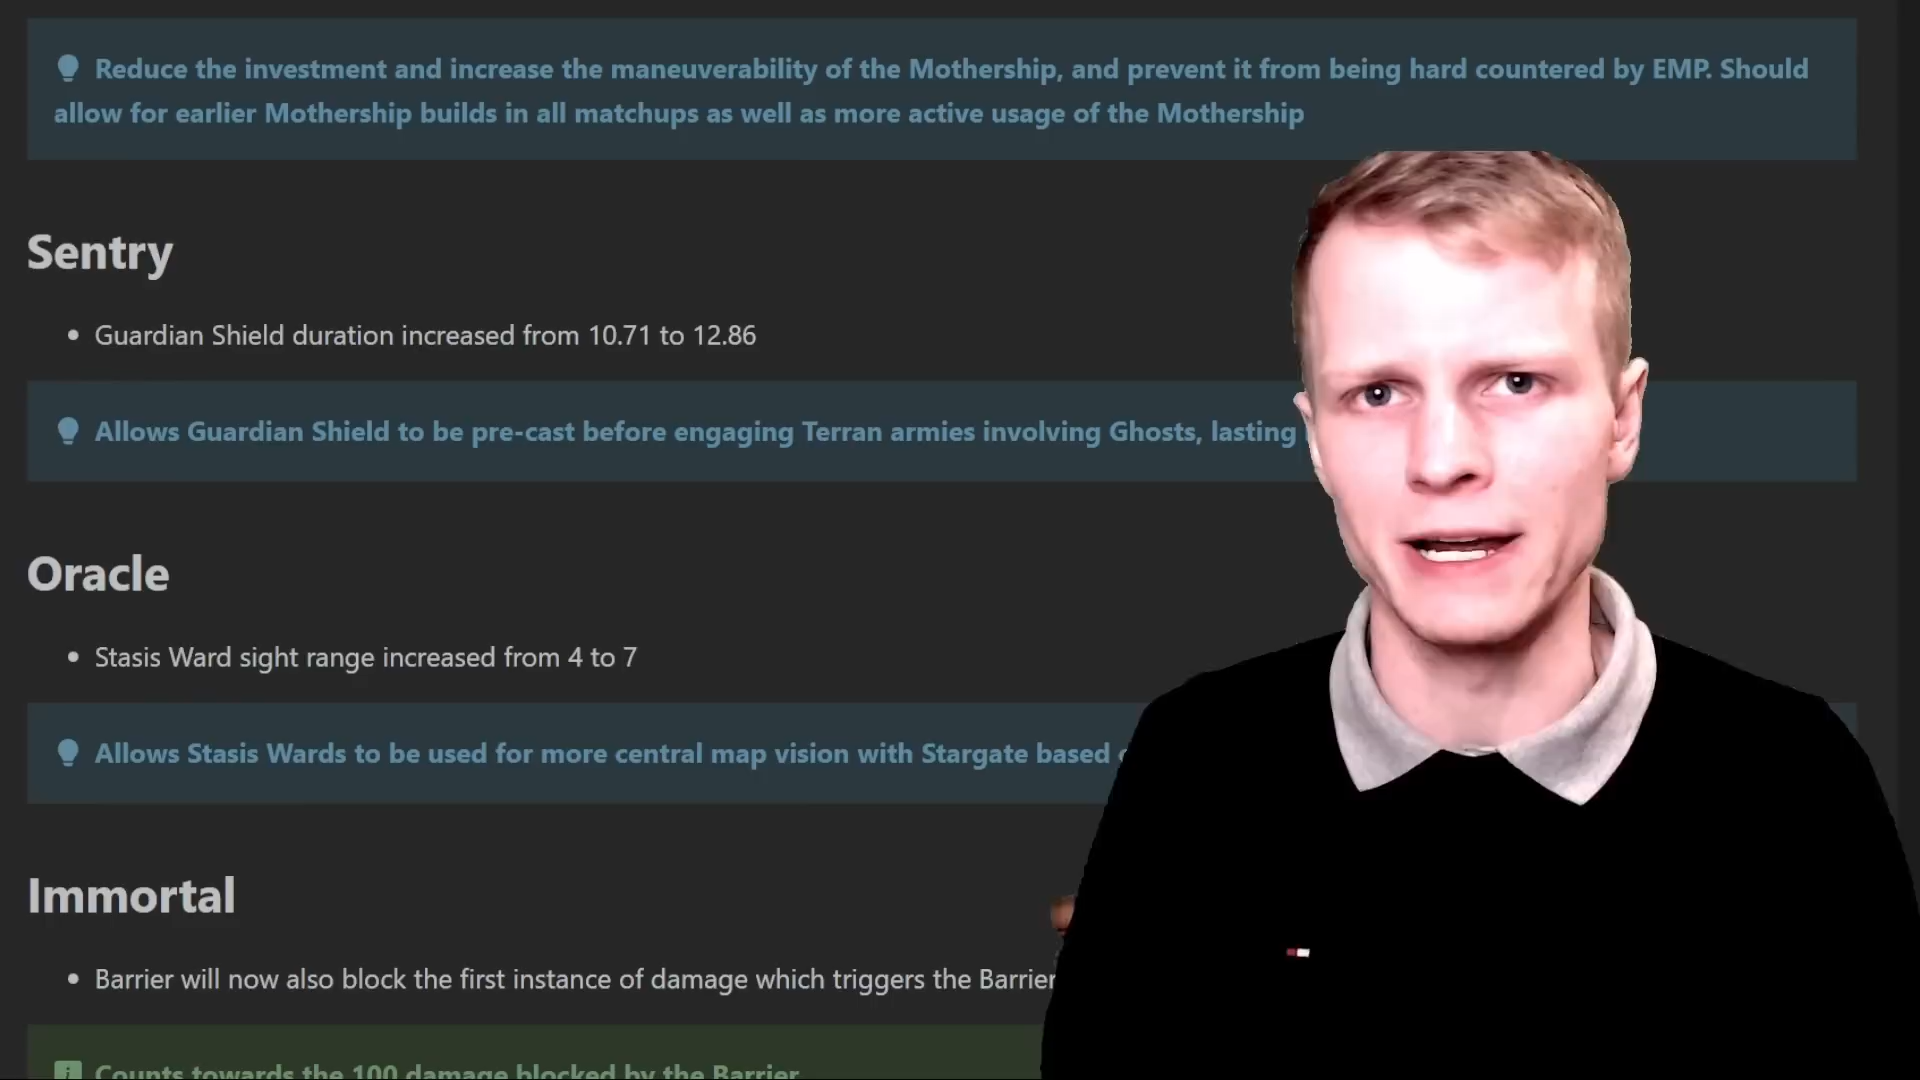 Reduce the investment and increase the maneuverability of the Mothership, and prevent it from being hard countered by EMP. Should
allow for earlier Mothership builds in all matchups as well as more active usage of the Mothership
Sentry
• Guardian Shield duration increased from 10.71 to 12.86
Allows Guardian Shield to be pre-cast before engaging Terran armies involving Ghosts, lasting
Oracle
• Stasis Ward sight range increased from 4 to 7
Allows Stasis Wards to be used for more central map vision with Stargate based
Immortal
• Barrier will now also block the first instance of damage which triggers the Barrier
Counts towards the 100 damage blocked by the Barrier